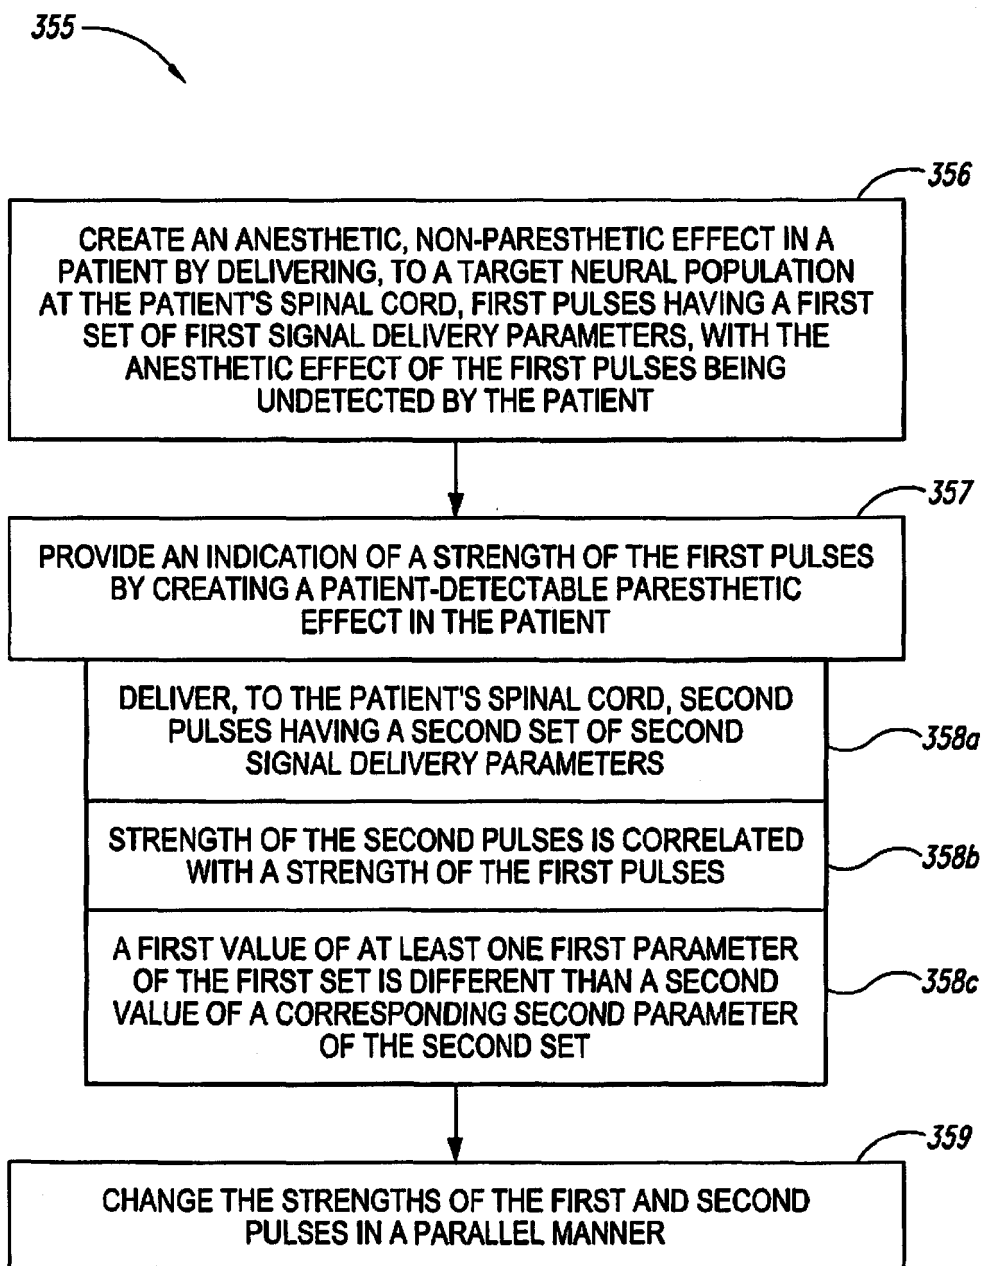 355
356
CREATE AN ANESTHETIC, NON-PARESTHETIC EFFECT IN A
PATIENT BY DELIVERING, TO A TARGET NEURAL POPULATION
AT THE PATIENT'S SPINAL CORD, FIRST PULSES HAVING A FIRST
SET OF FIRST SIGNAL DELIVERY PARAMETERS, WITH THE
ANESTHETIC EFFECT OF THE FIRST PULSES BEING
UNDETECTED BY THE PATIENT
357
PROVIDE AN INDICATION OF A STRENGTH OF THE FIRST PULSES
BY CREATING A PATIENT-DETECTABLE PARESTHETIC
EFFECT IN THE PATIENT
DELIVER, TO THE PATIENT'S SPINAL CORD, SECOND
PULSES HAVING A SECOND SET OF SECOND
SIGNAL DELIVERY PARAMETERS
358a
STRENGTH OF THE SECOND PULSES IS CORRELATED
WITH A STRENGTH OF THE FIRST PULSES
358b
A FIRST VALUE OF AT LEAST ONE FIRST PARAMETER
OF THE FIRST SET IS DIFFERENT THAN A SECOND
VALUE OF A CORRESPONDING SECOND PARAMETER
OF THE SECOND SET
358c
359
CHANGE THE STRENGTHS OF THE FIRST AND SECOND
PULSES IN A PARALLEL MANNER